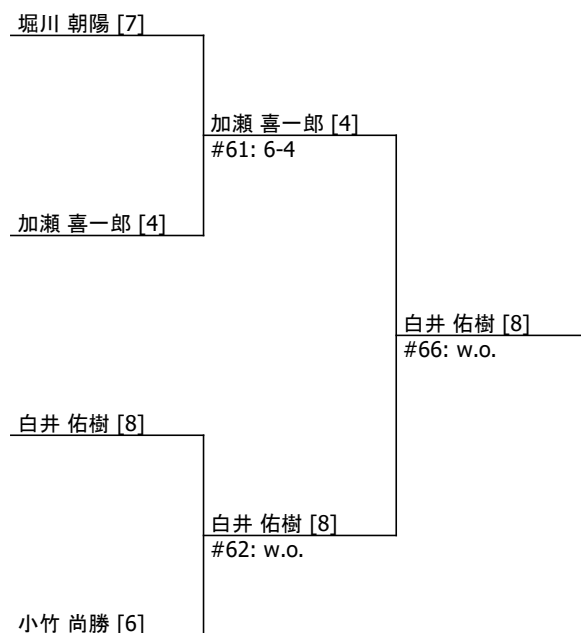 堀川 朝陽 [7]
加瀬 喜一郎 [4]
#61: 6-4
加瀬 喜一郎 [4]
白井 佑樹 [8]
#66: w.o.
白井 佑樹 [8]
白井 佑樹 [8]
#62: w.o.
小竹 尚勝 [6]